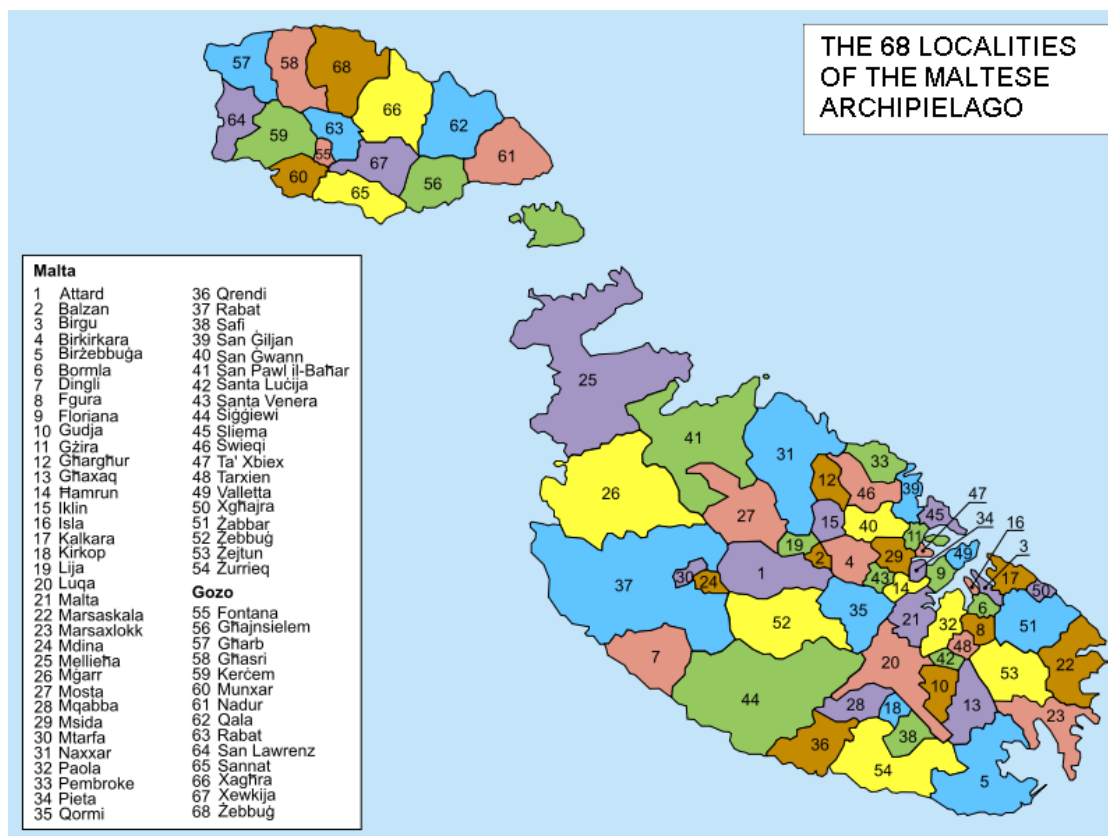 THE 68 LOCALITIES
OF THE MALTESE
ARCHIPIELAGO
57
58
68
66
62
64
59
63
55
67
61
60
65
56
Malta
1 Attard
2 Balzan
3 Birgu
4 Birkirkara
5 Birżebbuġa
6 Bormla
7 Dingli
8 Fgura
9 Floriana
10 Gudja
11 Gżira
12 Għargħur
13 Għaxaq
14 Ħamrun
15 Iklin
16 Isla
17 Kalkara
18 Kirkop
19 Lija
20 Luqa
21 Malta
22 Marsaskala
23 Marsaxlokk
24 Mdina
25 Mellieħa
26 Mġarr
27 Mosta
28 Mqabba
29 Msida
30 Mtarfa
31 Naxxar
32 Paola
33 Pembroke
34 Pieta
35 Qormi
36 Qrendi
37 Rabat
38 Safi
39 San Ġiljan
40 San Ġwann
41 San Pawl il-Baħar
42 Santa Luċija
43 Santa Venera
44 Siġġiewi
45 Sliema
46 Swieqi
47 Ta' Xbiex
48 Tarxien
49 Valletta
50 Xgħajra
51 Żabbar
52 Żebbuġ
53 Żejtun
54 Żurrieq
Gozo
55 Fontana
56 Għajnsielem
57 Għarb
58 Għasri
59 Kerċem
60 Munxar
61 Nadur
62 Qala
63 Rabat
64 San Lawrenz
65 Sannat
66 Xagħra
67 Xewkija
68 Żebbuġ
25
41
31
33
12
46
39
47
26
27
15
40
45
34
11
16
19
2
4
29
49
3
37
30
24
1
43
14
9
17
50
52
35
21
32
6
8
51
7
20
48
42
53
22
44
10
13
23
28
18
38
36
54
5